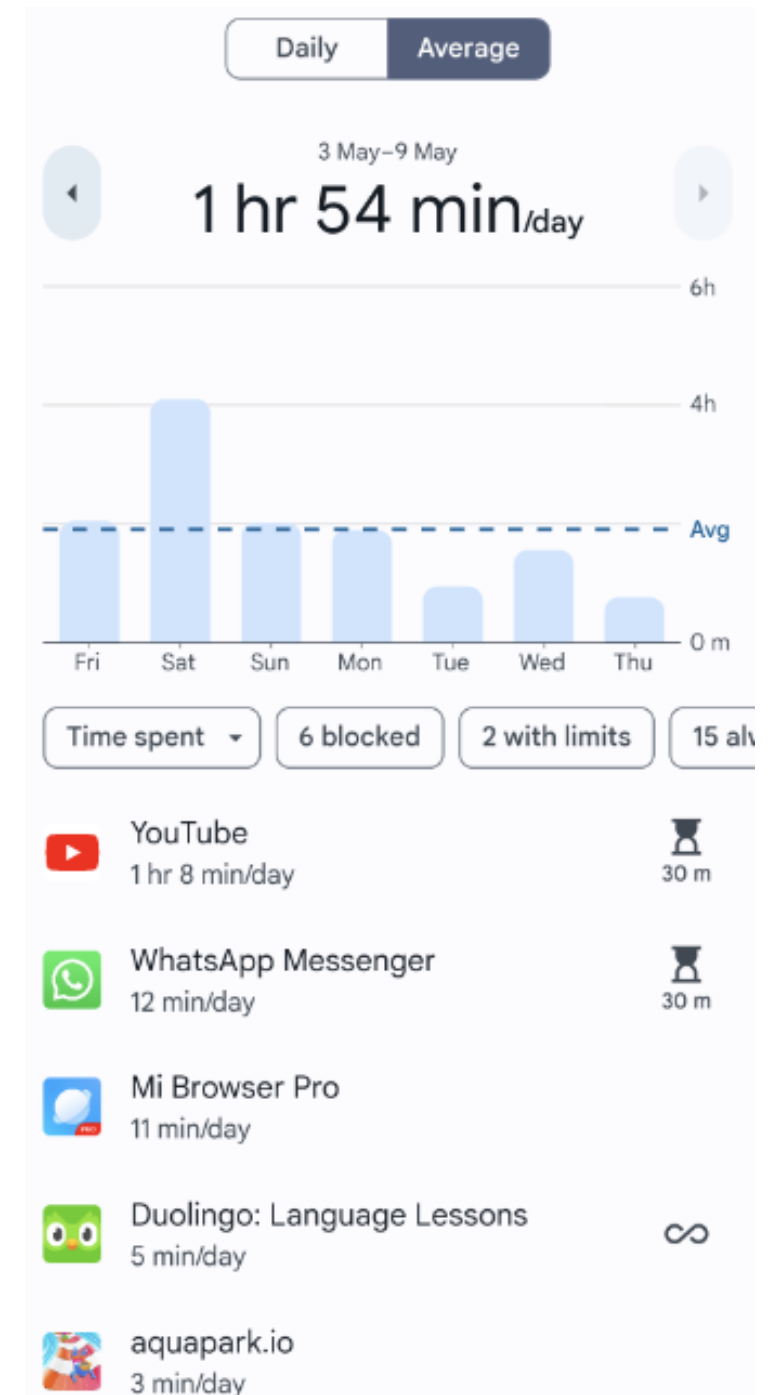 Daily Average
3 May–9 May
1 hr 54 min/day
6h
4h
Avg
0 m
Fri Sat Sun Mon Tue Wed Thu
Time spent 6 blocked 2 with limits 15
YouTube
1 hr 8 min/day
30 m
WhatsApp Messenger
12 min/day
30 m
Mi Browser Pro
11 min/day
PRO
Duolingo: Language Lessons
5 min/day
aquapark.io
3 min/day